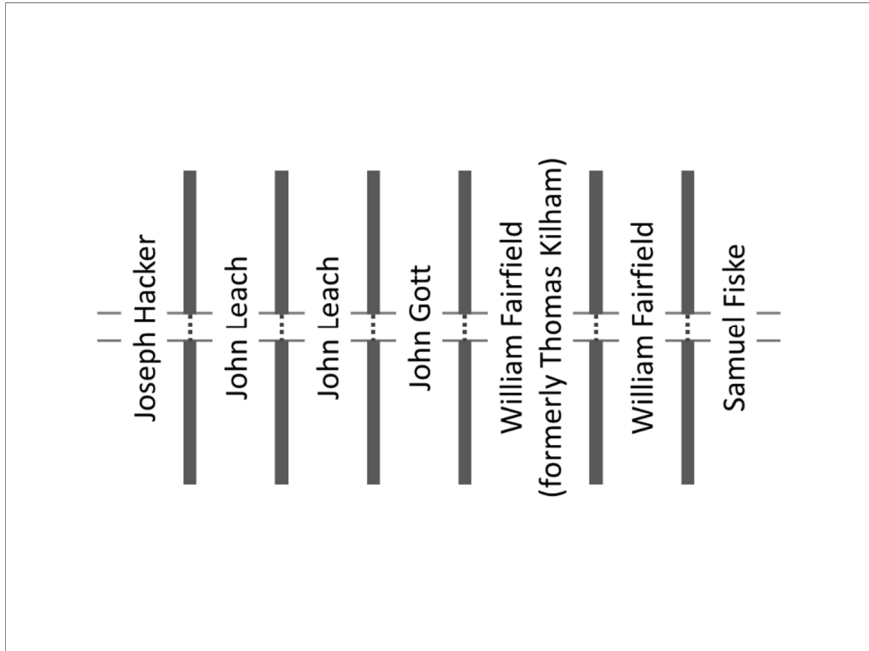 Joseph Hacker
John Leach
John Leach
John Gott
William Fairfield
(formerly Thomas Kilham)
William Fairfield
Samuel Fiske